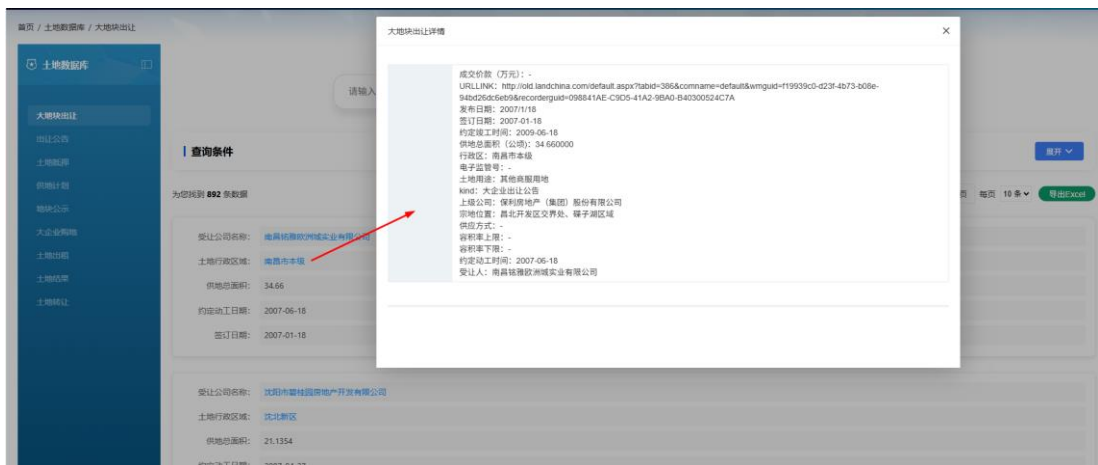 首页 / 土地数据库 / 大地块出让
土地数据库
大地块出让
出让公告
土地抵押
供地计划
地块公示
大企业购地
土地出租
土地结果
土地转让
请输入
查询条件
展开
为您找到 892 条数据
页 每页 10 条 导出Excel
受让公司名称： 南昌铭雅欧洲城实业有限公司
土地行政区域： 南昌市本级
供地总面积： 34.66
约定动工日期： 2007-06-18
签订日期： 2007-01-18
受让公司名称： 沈阳市碧桂园房地产开发有限公司
土地行政区域： 沈北新区
供地总面积： 21.1354
大地块出让详情 ×
成交价款（万元）：-
URLLINK：http://old.landchina.com/default.aspx?tabid=386&comname=default&wmguid=f19939c0-d23f-4b73-b08e-
94bd26dc6eb9&recorderguid=098841AE-C9D5-41A2-9BA0-B40300524C7A
发布日期：2007/1/18
签订日期：2007-01-18
约定竣工时间：2009-06-18
供地总面积（公顷）：34.660000
行政区：南昌市本级
电子监管号：-
土地用途：其他商服用地
kind：大企业出让公告
上级公司：保利房地产（集团）股份有限公司
宗地位置：昌北开发区交界处、碟子湖区域
供应方式：-
容积率上限：-
容积率下限：-
约定动工时间：2007-06-18
受让人：南昌铭雅欧洲城实业有限公司